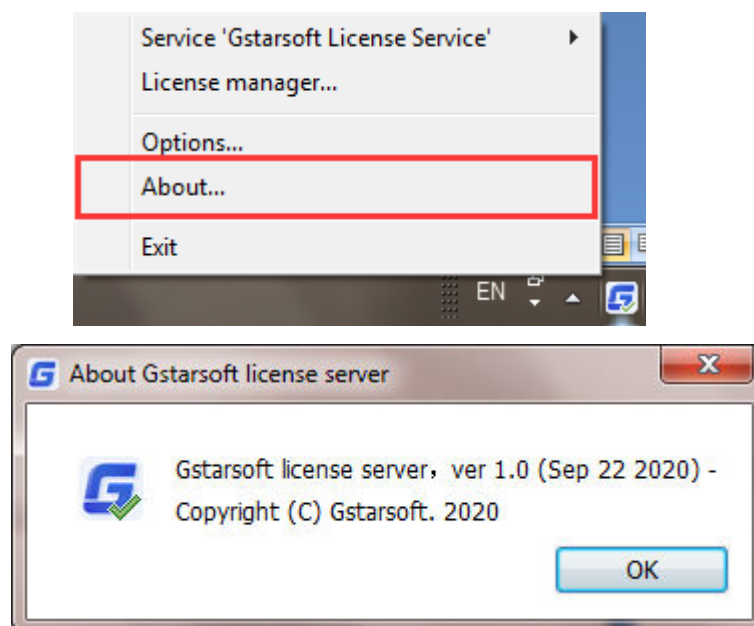 Service 'Gstarsoft License Service'
License manager...
Options...
About...
Exit
EN
About Gstarsoft license server
Gstarsoft license server，ver 1.0 (Sep 22 2020) -
Copyright (C) Gstarsoft. 2020
OK